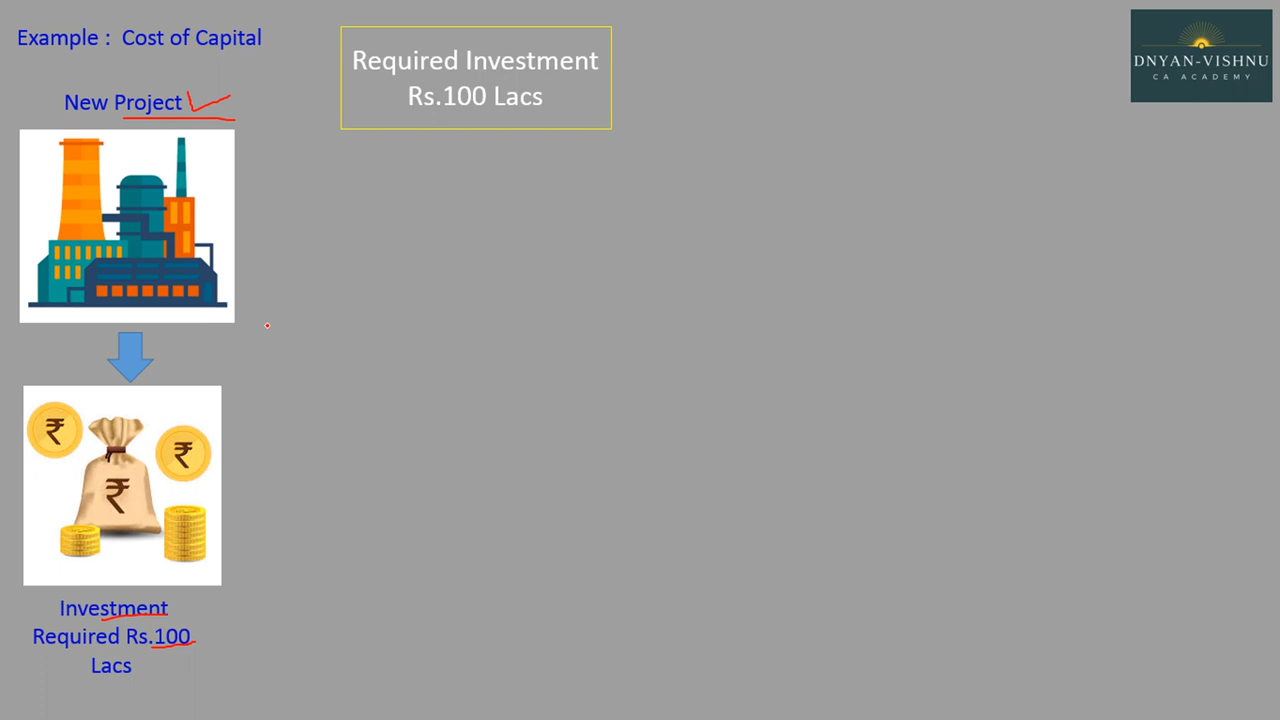 Example :  Cost of Capital
New Project
Required Investment
Rs.100 Lacs
DNYAN-VISHNU
CA ACADEMY
₹
₹
₹
Investment
Required Rs.100
Lacs